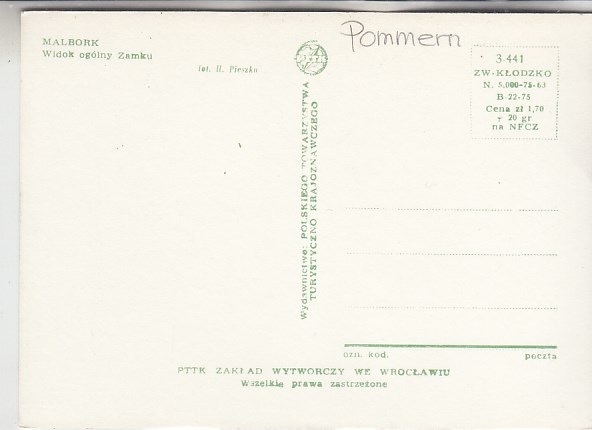 MALBORK
Widok ogólny Zamku
fot. H. Pieszko
Pommern
3 441
ZW-KŁODZKO
N. 5.000-75-63
B-22-75
Cena zł 1,70
+ 20 gr
na NFCZ
Wydawnictwo: POLSKIEGO TOWARZYSTWA
TURYSTYCZNO KRAJOZNAWCZEGO
ozn. kod. poczta
PTTK ZAKŁAD WYTWORCZY WE WROCŁAWIU
Wszelkie prawa zastrzeżone